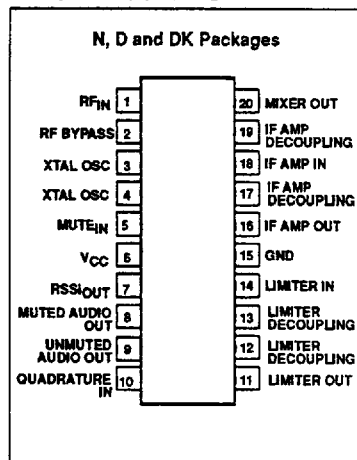 N, D and DK Packages
RFIN 1
RF BYPASS 2
XTAL OSC 3
XTAL OSC 4
MUTEIN 5
VCC 6
RSSIOUT 7
MUTED AUDIO
OUT 8
UNMUTED
AUDIO OUT 9
QUADRATURE
IN 10
20 MIXER OUT
19 IF AMP
DECOUPLING
18 IF AMP IN
17 IF AMP
DECOUPLING
16 IF AMP OUT
15 GND
14 LIMITER IN
13 LIMITER
DECOUPLING
12 LIMITER
DECOUPLING
11 LIMITER OUT